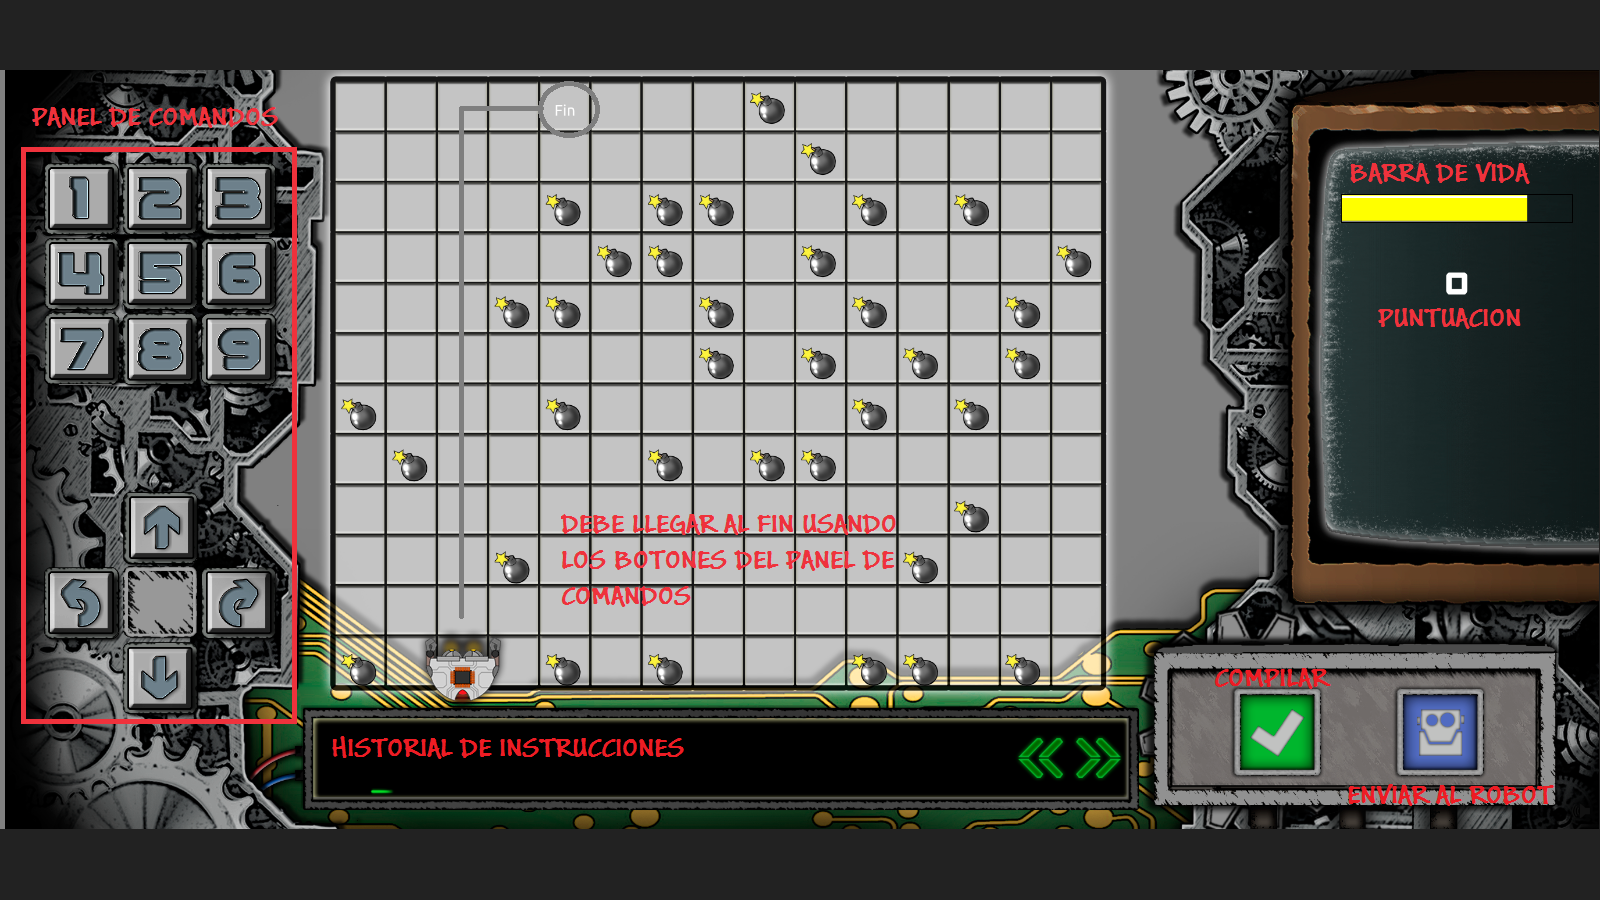 PANEL DE COMANDOS
1 2 3
4 5 6
7 8 9
Fin
DEBE LLEGAR AL FIN USANDO
LOS BOTONES DEL PANEL DE
COMANDOS
BARRA DE VIDA
0
PUNTUACION
HISTORIAL DE INSTRUCCIONES
COMPILAR
ENVIAR AL ROBOT